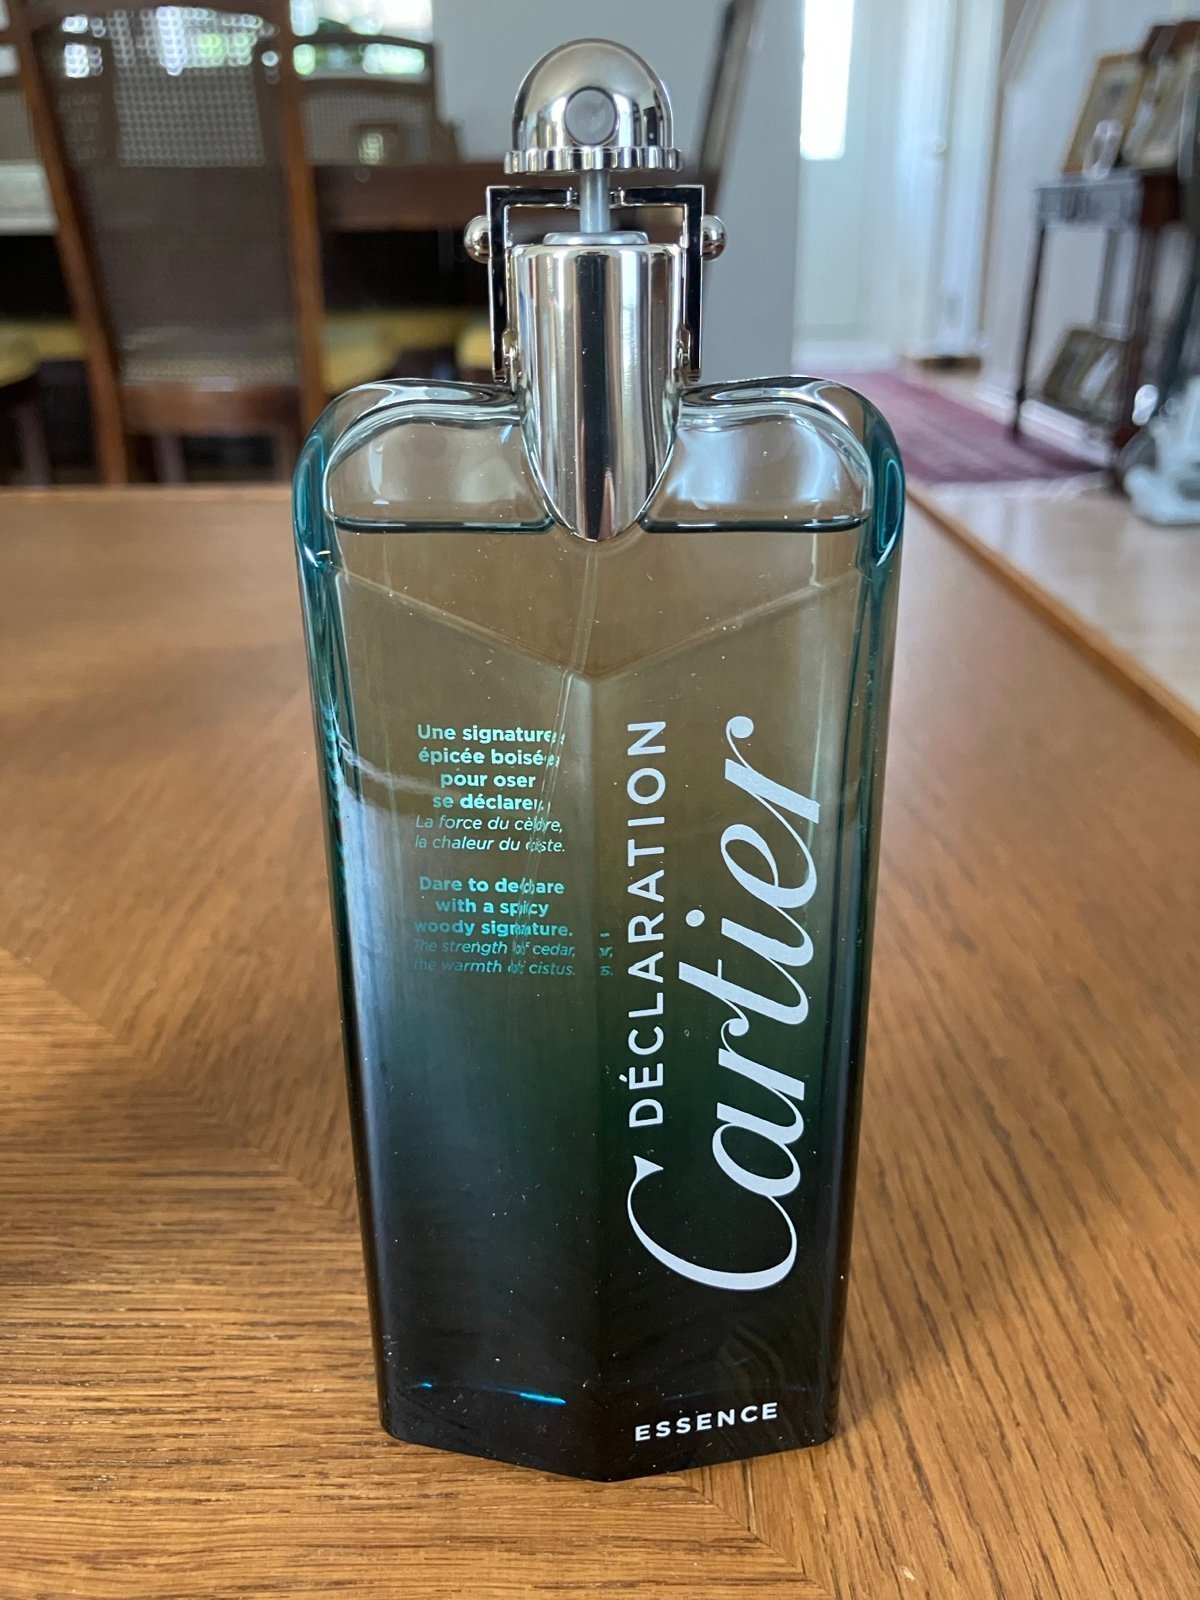 Une signature
épicée boisée
pour oser
se déclarer.
La force du cèdre,
la chaleur du ciste.
Dare to declare
with a spicy
woody signature.
The strength of cedar,
the warmth of cistus.
DÉCLARATION
Cartier
ESSENCE